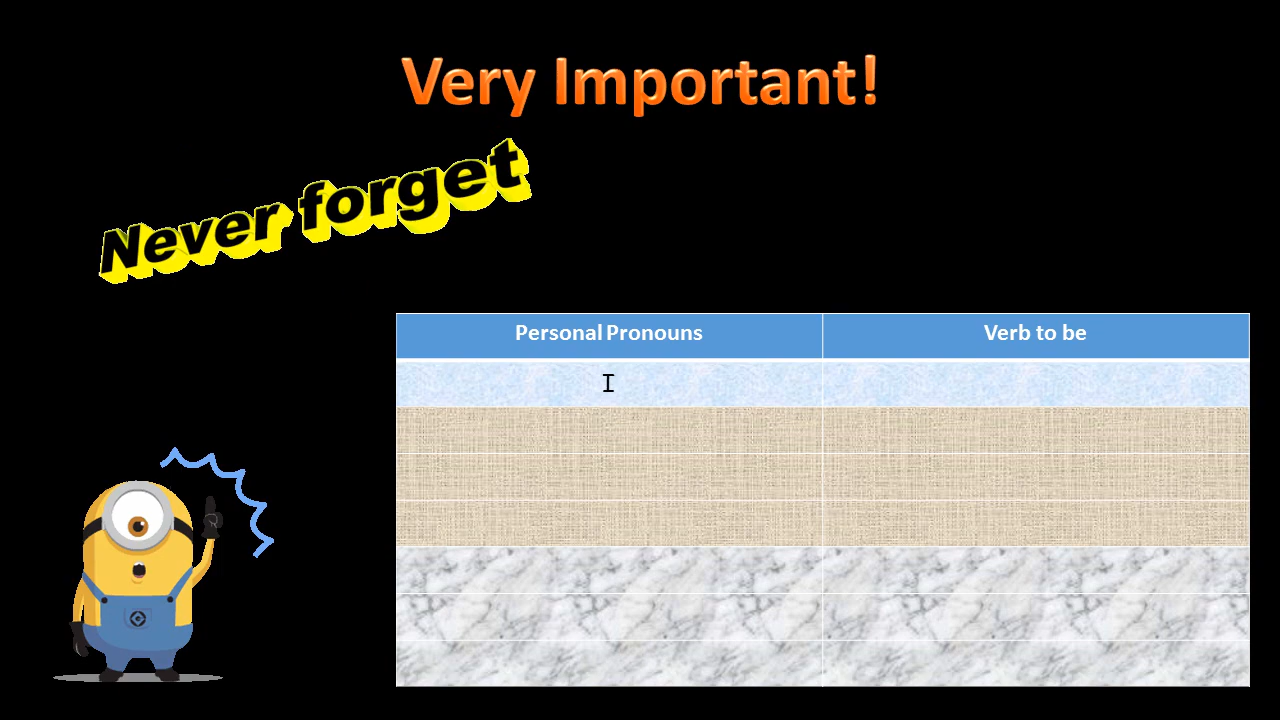 Very Important!
Never forget
Personal Pronouns
Verb to be
I